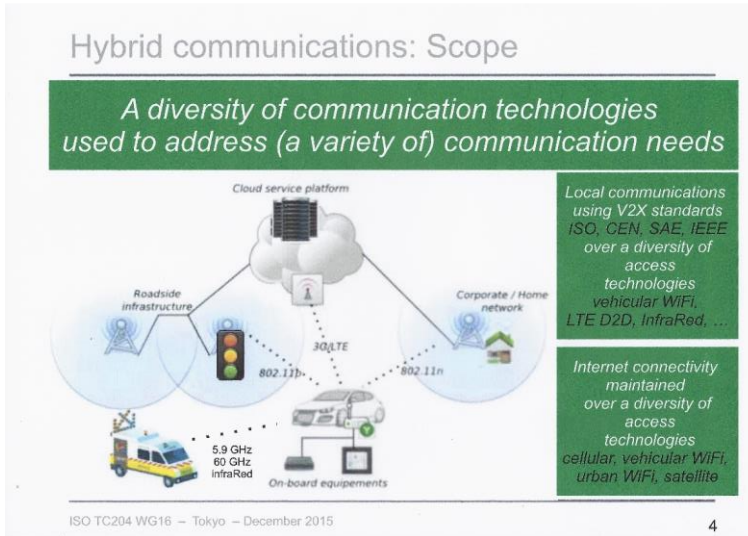 Hybrid communications: Scope
A diversity of communication technologies
used to address (a variety of) communication needs
Cloud service platform
Roadside
infrastructure
Corporate / Home
network
3G/LTE
802.11p
802.11n
5.9 GHz
60 GHz
infraRed
On-board equipements
Local communications
using V2X standards
ISO, CEN, SAE, IEEE
over a diversity of
access
technologies
vehicular WiFi,
LTE D2D, InfraRed, ...
Internet connectivity
maintained
over a diversity of
access
technologies
cellular, vehicular WiFi,
urban WiFi, satellite
ISO TC204 WG16 – Tokyo – December 2015
4